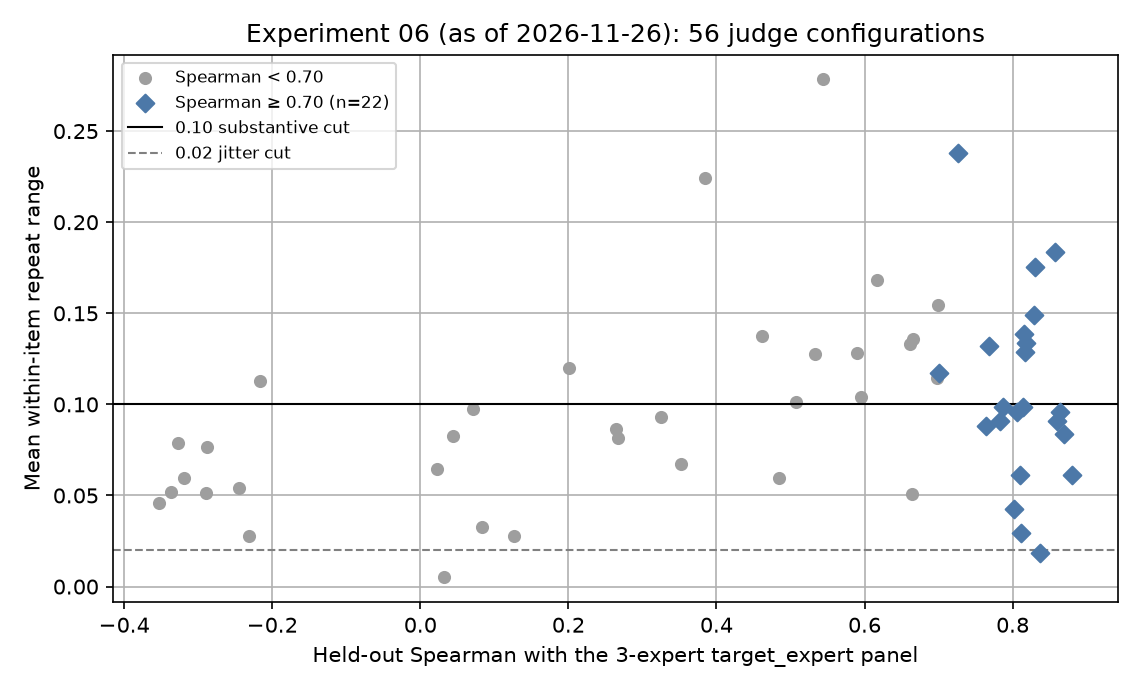 Experiment 06 (as of 2026-11-26): 56 judge configurations
Spearman < 0.70
Spearman ≥ 0.70 (n=22)
0.10 substantive cut
0.02 jitter cut
Mean within-item repeat range
0.25
0.20
0.15
0.10
0.05
0.00
−0.4 −0.2 0.0 0.2 0.4 0.6 0.8
Held-out Spearman with the 3-expert target_expert panel